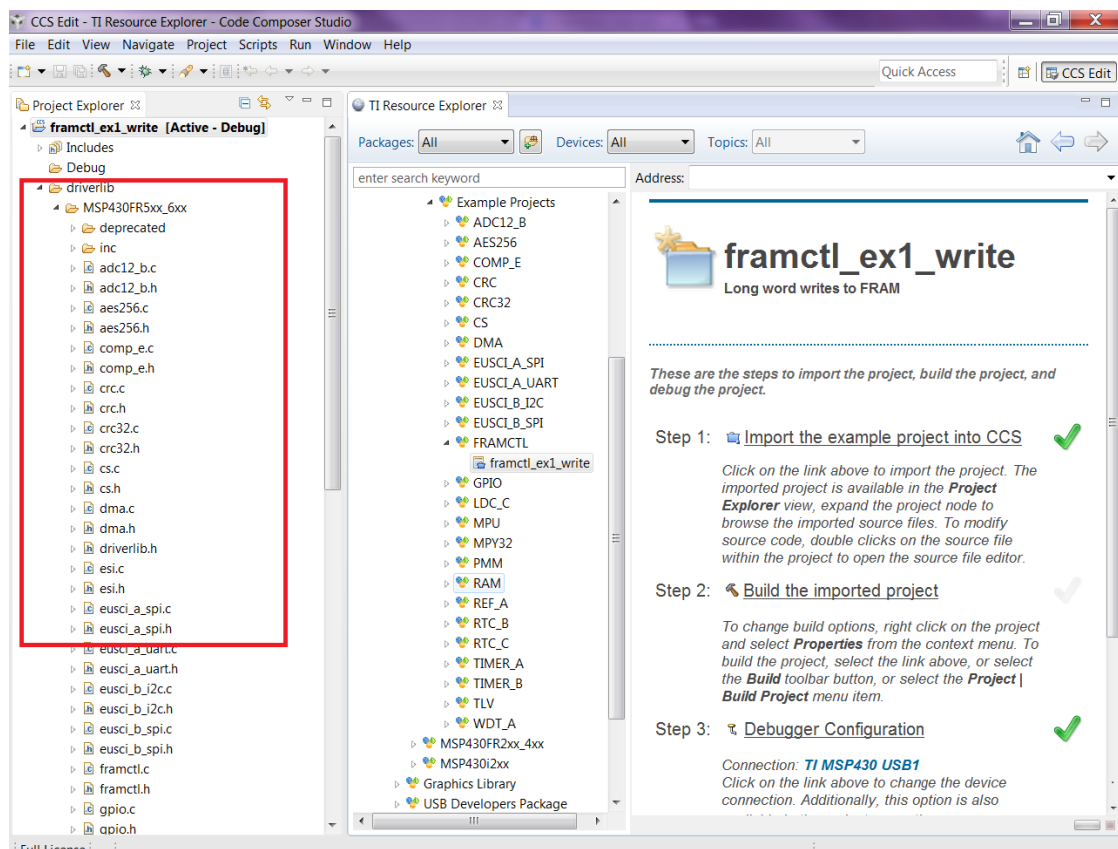 CCS Edit - TI Resource Explorer - Code Composer Studio
File Edit View Navigate Project Scripts Run Window Help
Quick Access
CCS Edit
Project Explorer
framctl_ex1_write [Active - Debug]
Includes
Debug
driverlib
MSP430FR5xx_6xx
deprecated
inc
adc12_b.c
adc12_b.h
aes256.c
aes256.h
comp_e.c
comp_e.h
crc.c
crc.h
crc32.c
crc32.h
cs.c
cs.h
dma.c
dma.h
driverlib.h
esi.c
esi.h
eusci_a_spi.c
eusci_a_spi.h
eusci_a_uart.c
eusci_a_uart.h
eusci_b_i2c.c
eusci_b_i2c.h
eusci_b_spi.c
eusci_b_spi.h
framctl.c
framctl.h
gpio.c
gpio.h
TI Resource Explorer
Packages: All Devices: All Topics: All
enter search keyword
Example Projects
ADC12_B
AES256
COMP_E
CRC
CRC32
CS
DMA
EUSCI_A_SPI
EUSCI_A_UART
EUSCI_B_I2C
EUSCI_B_SPI
FRAMCTL
framctl_ex1_write
GPIO
LDC_C
MPU
MPY32
PMM
RAM
REF_A
RTC_B
RTC_C
TIMER_A
TIMER_B
TLV
WDT_A
MSP430FR2xx_4xx
MSP430i2xx
Graphics Library
USB Developers Package
Address:
framctl_ex1_write
Long word writes to FRAM
These are the steps to import the project, build the project, and
debug the project.
Step 1: Import the example project into CCS
Click on the link above to import the project. The
imported project is available in the Project
Explorer view, expand the project node to
browse the imported source files. To modify
source code, double clicks on the source file
within the project to open the source file editor.
Step 2: Build the imported project
To change build options, right click on the project
and select Properties from the context menu. To
build the project, select the link above, or select
the Build toolbar button, or select the Project |
Build Project menu item.
Step 3: Debugger Configuration
Connection: TI MSP430 USB1
Click on the link above to change the device
connection. Additionally, this option is also
Full License